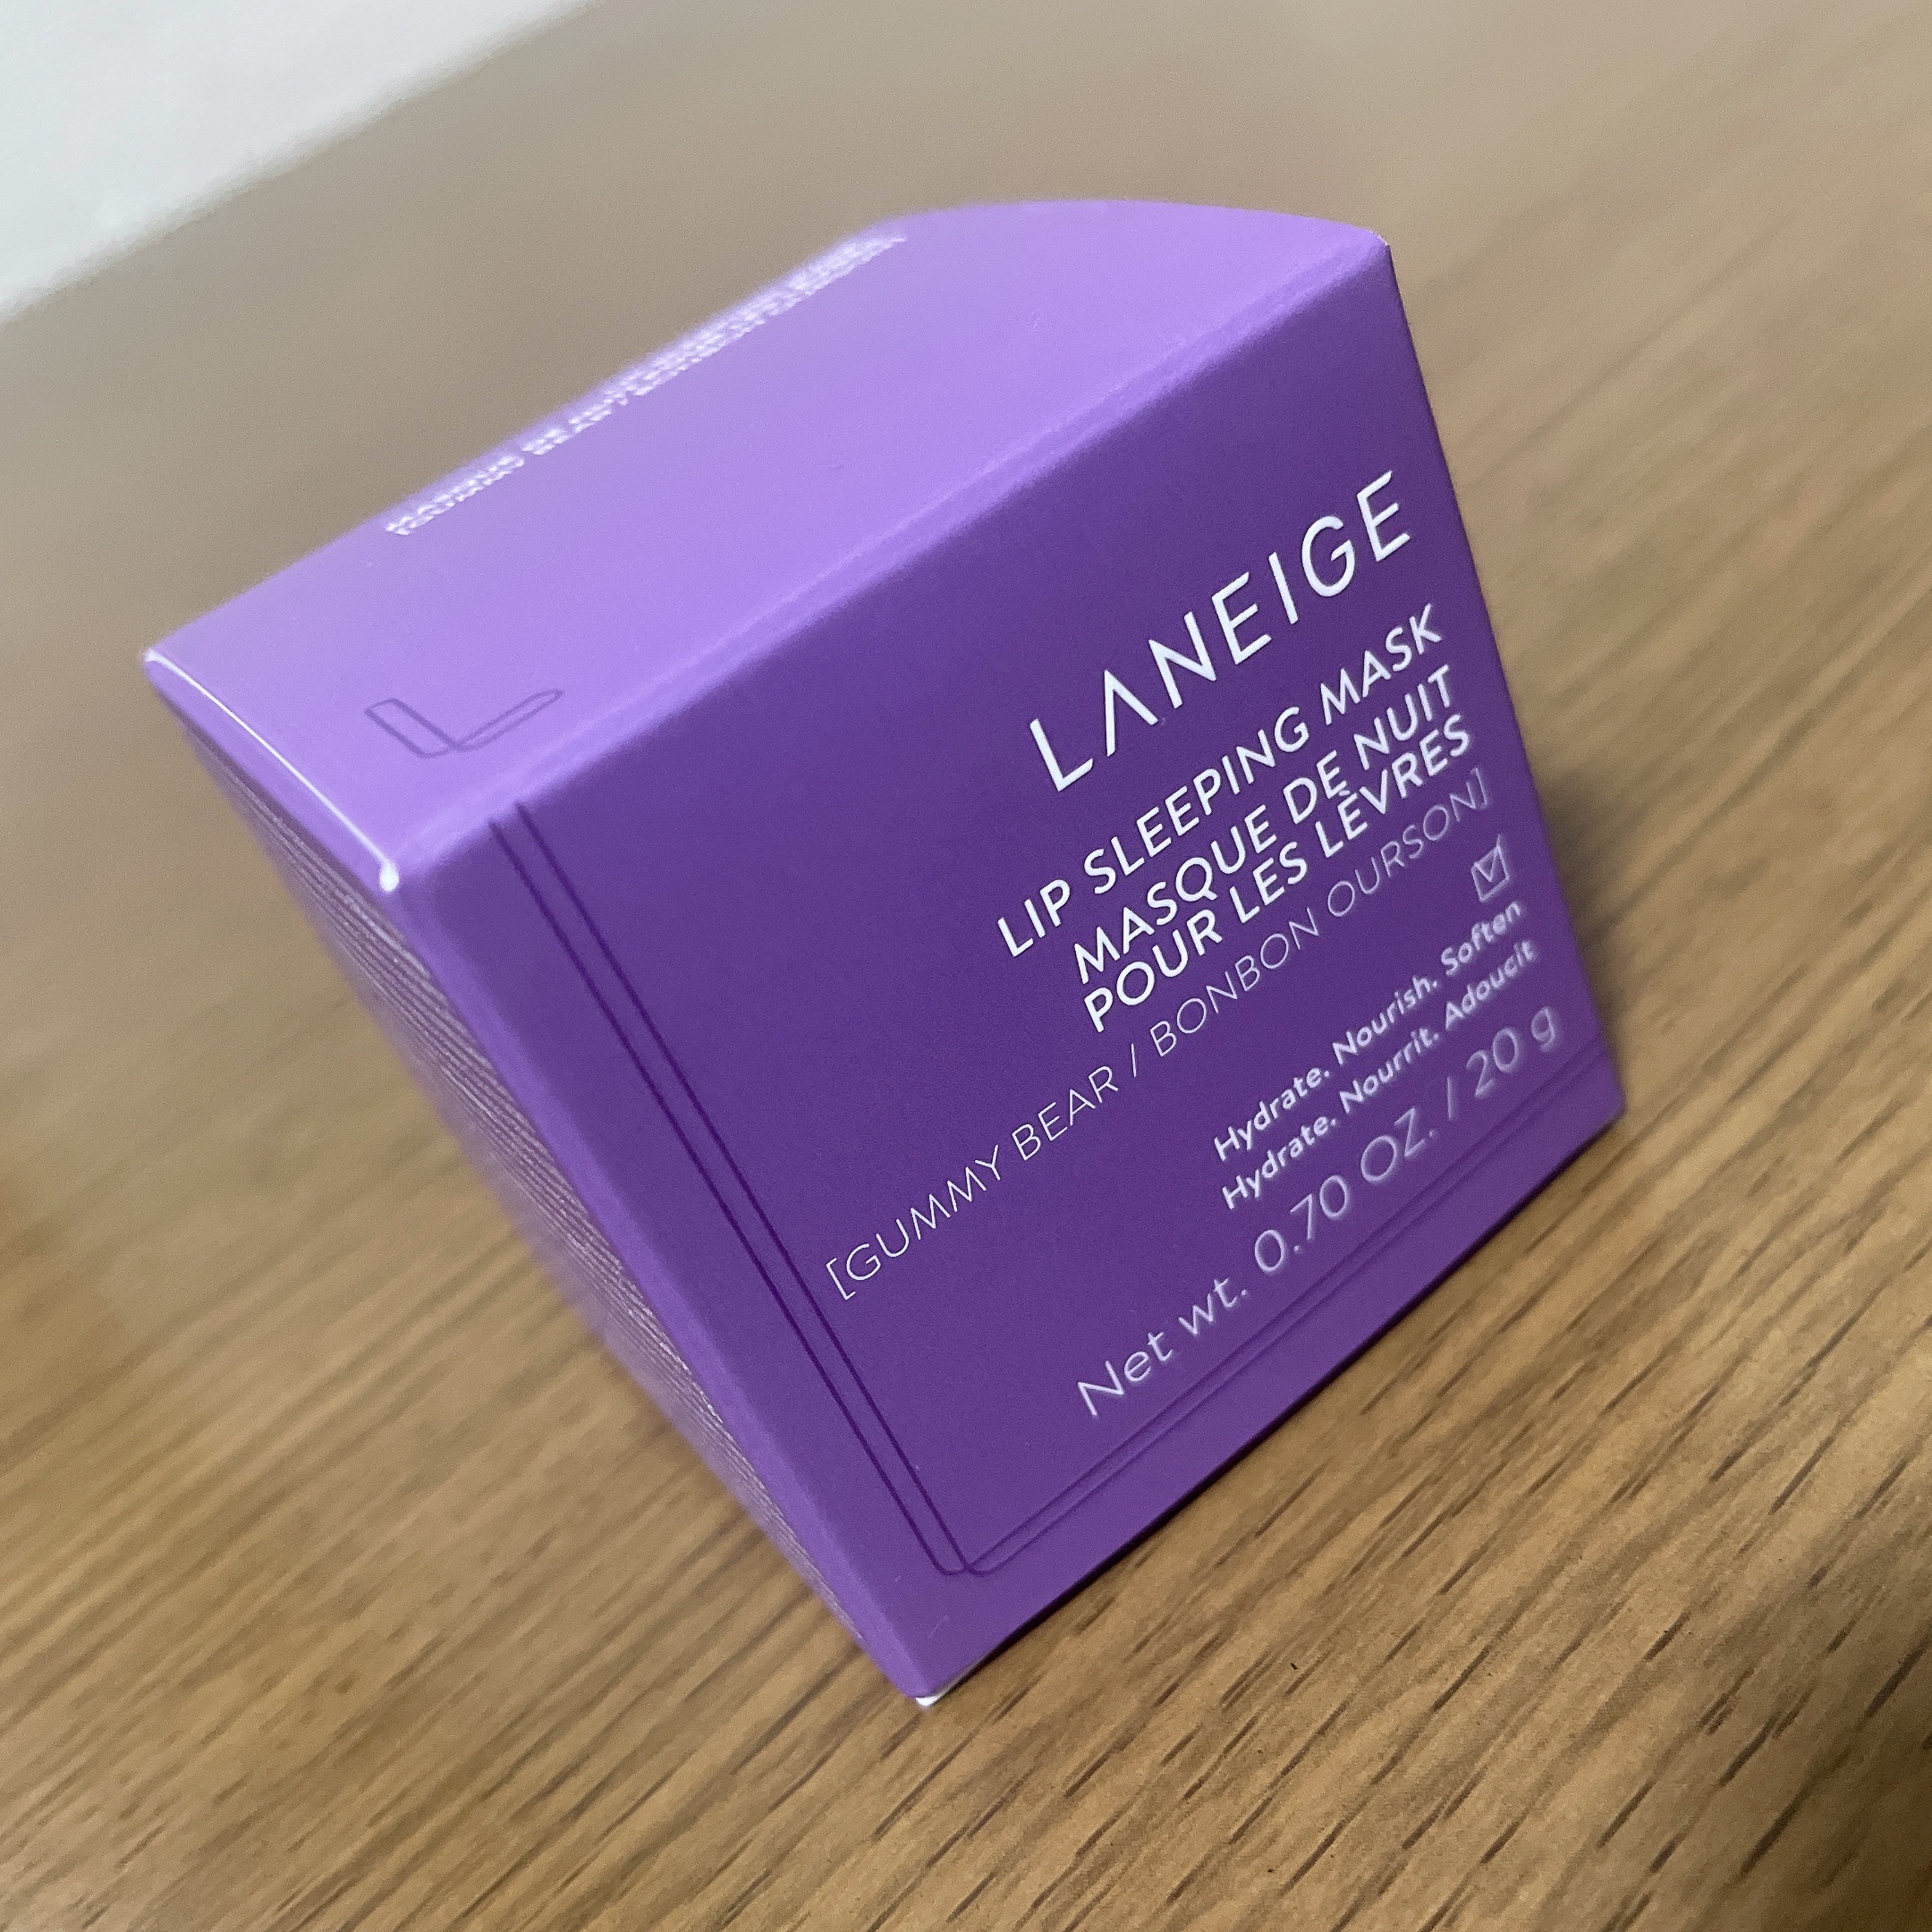 LANEIGE
LIP SLEEPING MASK
MASQUE DE NUIT
POUR LES LÈVRES
[GUMMY BEAR / BONBON OURSON]
Hydrate. Nourish. Soften
Hydrate. Nourrit. Adoucit
Net wt. 0.70 OZ. / 20 g
L